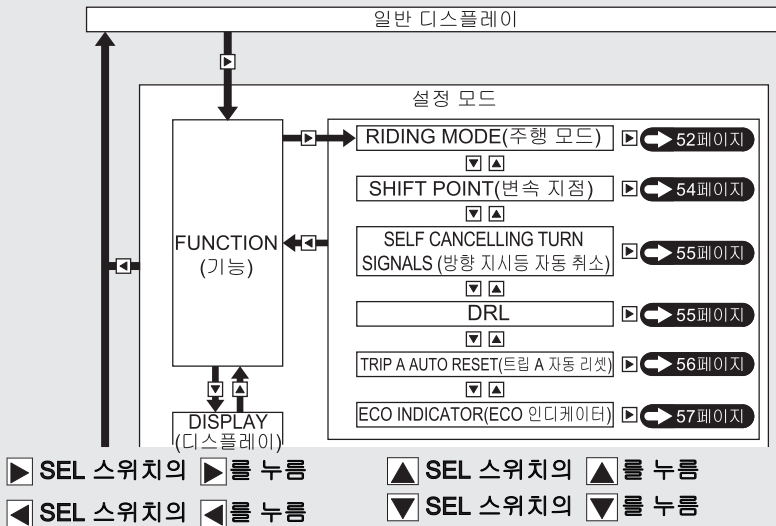 일반 디스플레이
설정 모드
FUNCTION
(기능)
RIDING MODE(주행 모드)
52페이지
SHIFT POINT(변속 지점)
54페이지
SELF CANCELLING TURN
SIGNALS (방향 지시등 자동 취소)
55페이지
DRL
55페이지
TRIP A AUTO RESET(트립 A 자동 리셋)
56페이지
ECO INDICATOR(ECO 인디케이터)
57페이지
DISPLAY
(디스플레이)
▶ SEL 스위치의 ▶를 누름
▲ SEL 스위치의 ▲를 누름
◀ SEL 스위치의 ◀를 누름
▼ SEL 스위치의 ▼를 누름